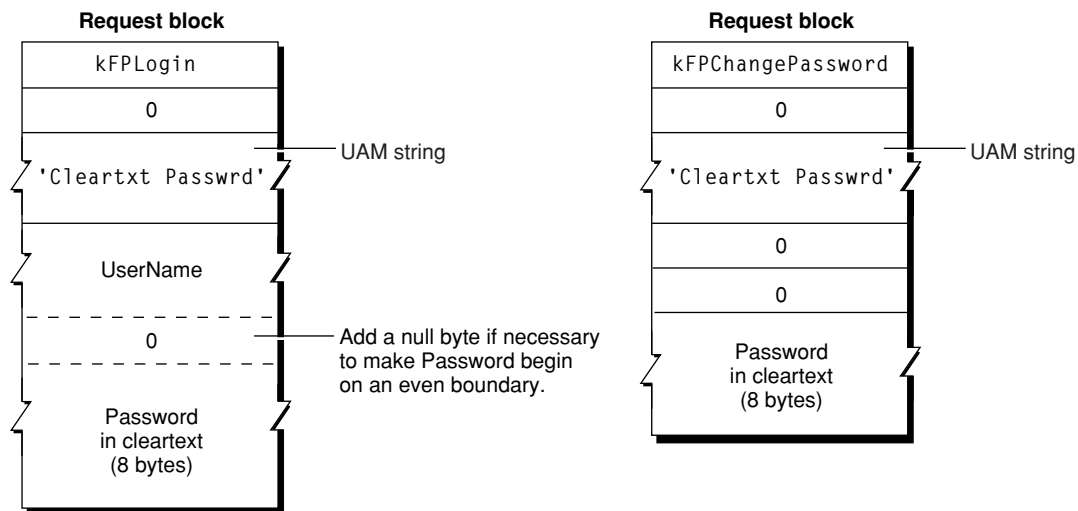 Request block
kFPLogin
0
'Cleartxt Passwrd'
UAM string
UserName
0
Add a null byte if necessary
to make Password begin
on an even boundary.
Password
in cleartext
(8 bytes)
Request block
kFPChangePassword
0
'Cleartxt Passwrd'
UAM string
0
0
Password
in cleartext
(8 bytes)